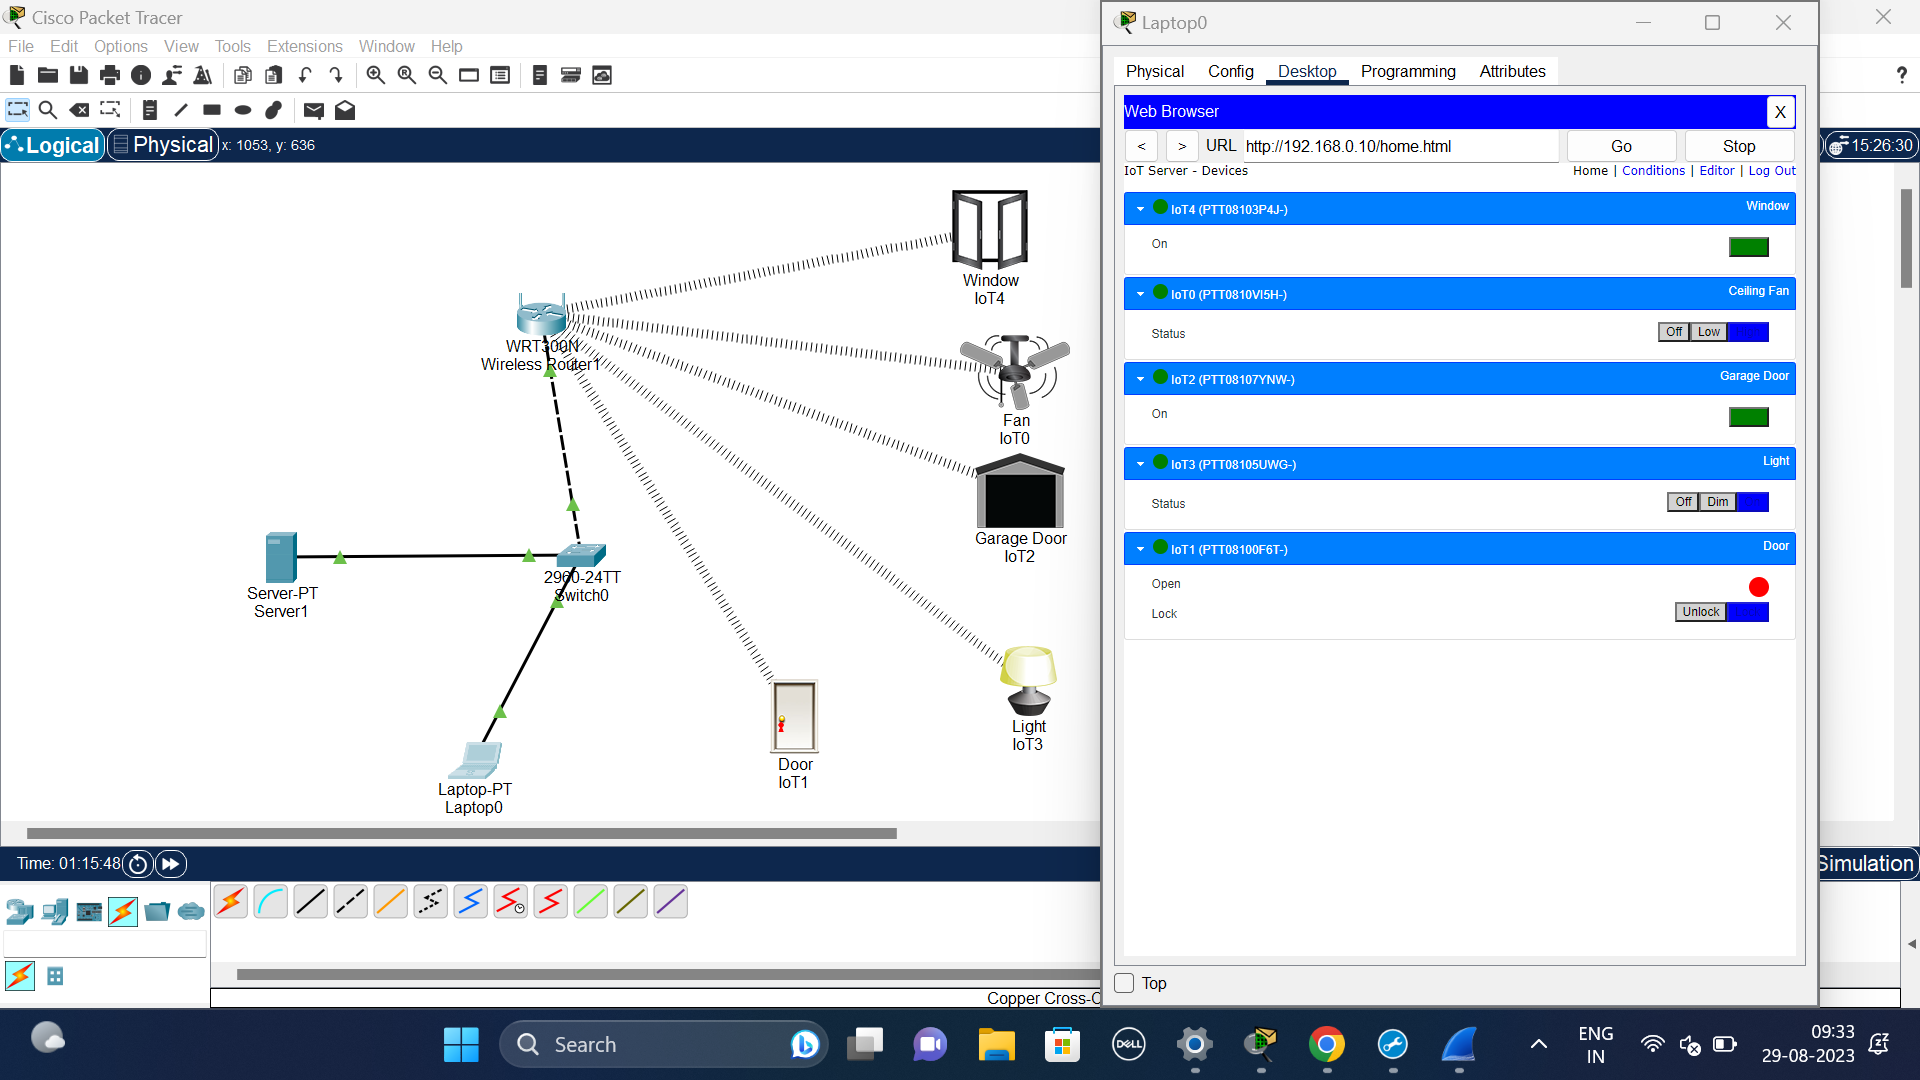 Cisco Packet Tracer
File Edit Options View Tools Extensions Window Help
Logical Physical x: 1053, y: 636
15:26:30
Window
IoT4
WRT300N
Wireless Router1
Fan
IoT0
Garage Door
IoT2
Server-PT
Server1
2960-24TT
Switch0
Light
IoT3
Door
IoT1
Laptop-PT
Laptop0
Time: 01:15:48
Simulation
Copper Cross-
Laptop0
Physical Config Desktop Programming Attributes
Web Browser X
< > URL http://192.168.0.10/home.html Go Stop
IoT Server - Devices Home | Conditions | Editor | Log Out
IoT4 (PTT08103P4J-) Window
On
IoT0 (PTT0810VI5H-) Ceiling Fan
Status Off Low
IoT2 (PTT08107YNW-) Garage Door
On
IoT3 (PTT08105UWG-) Light
Status Off Dim
IoT1 (PTT08100F6T-) Door
Open
Lock Unlock
Top
Search
DELL
ENG
IN
09:33
29-08-2023